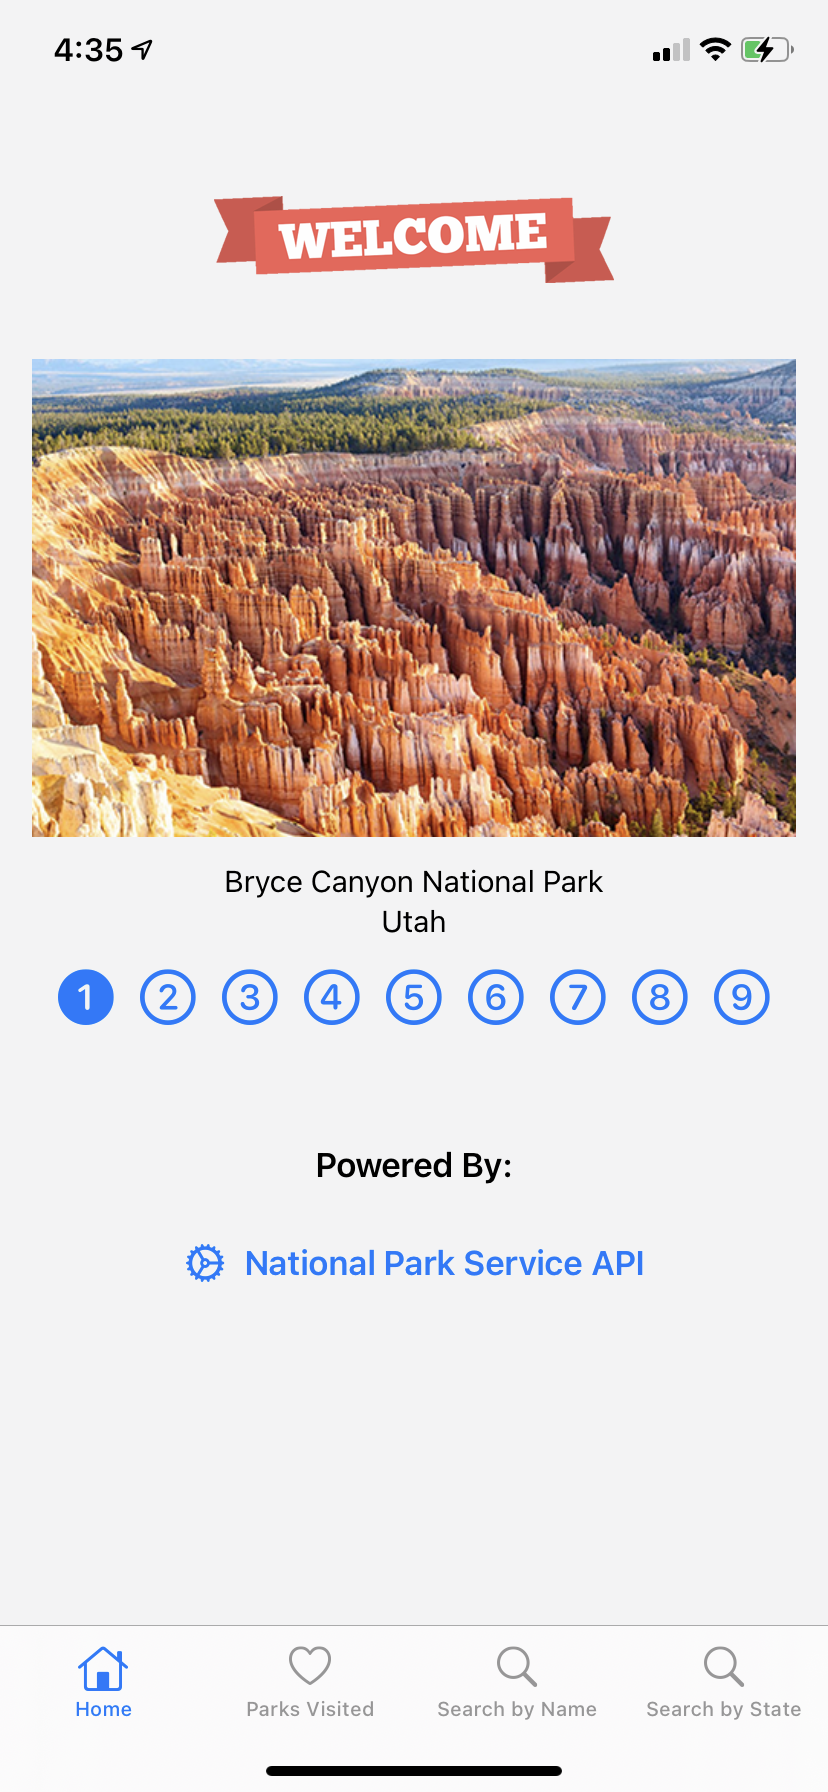 4:35
WELCOME
Bryce Canyon National Park
Utah
1 2 3 4 5 6 7 8 9
Powered By:
National Park Service API
Home Parks Visited Search by Name Search by State